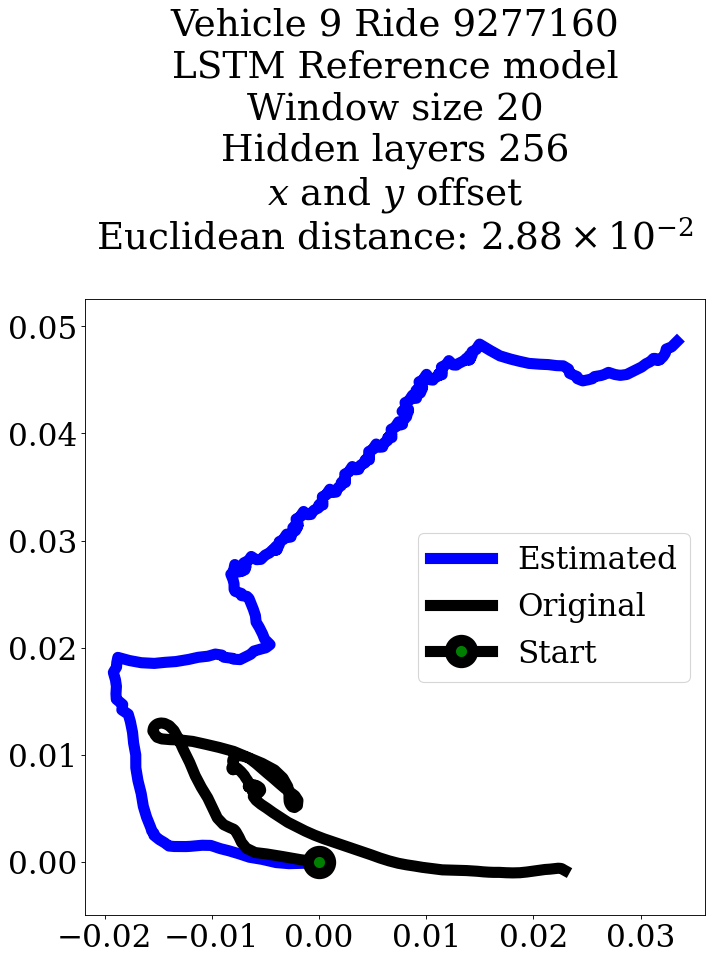 Vehicle 9 Ride 9277160
LSTM Reference model
Window size 20
Hidden layers 256
x and y offset
Euclidean distance: 2.88 × 10⁻²
0.05
0.04
0.03
0.02
0.01
0.00
Estimated
Original
Start
−0.02 −0.01 0.00 0.01 0.02 0.03